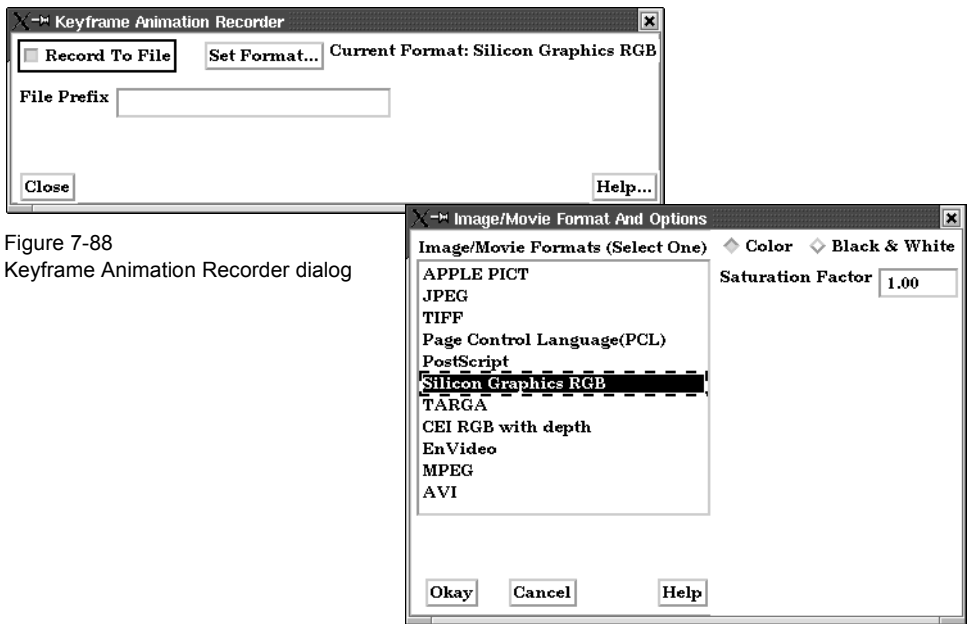 Keyframe Animation Recorder
Record To File
Set Format...
Current Format: Silicon Graphics RGB
File Prefix
Close
Help...
Figure 7-88
Keyframe Animation Recorder dialog
Image/Movie Format And Options
Image/Movie Formats (Select One)
Color
Black & White
Saturation Factor
1.00
APPLE PICT
JPEG
TIFF
Page Control Language(PCL)
PostScript
Silicon Graphics RGB
TARGA
CEI RGB with depth
EnVideo
MPEG
AVI
Okay
Cancel
Help